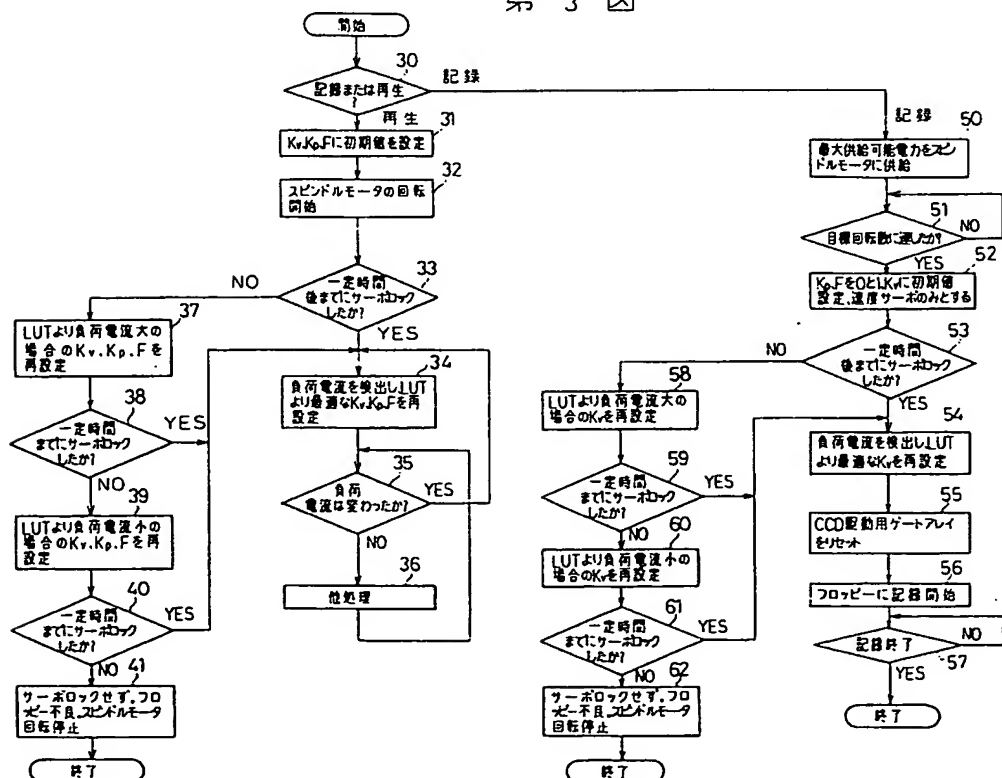 第 3 図
開始
30
記録または再生
?
記録
再生
31
Kv,Kp,Fに初期値を設定
32
スピンドルモータの回転
開始
33
一定時間
後までにサーボロック
したか?
NO
YES
37
LUTより負荷電流大の
場合のKv,Kp,Fを
再設定
38
一定時間
までにサーボロック
したか?
YES
NO
39
LUTより負荷電流小の
場合のKv,Kp,Fを再
設定
40
一定時間
までにサーボロック
したか?
YES
NO
41
サーボロックせず,フロ
ッピー不良,スピンドルモータ
回転停止
終了
34
負荷電流を検出し,LUT
より最適なKv,Kp,Fを再
設定
35
負荷
電流は変わったか?
YES
NO
36
他処理
記録
50
最大供給可能電力をスピン
ドルモータに供給
51
目標回転数に達したか?
NO
YES
52
Kp,Fを0とし,Kvに初期値
設定,速度サーボのみとする
53
一定時間
後までにサーボロック
したか?
NO
YES
58
LUTより負荷電流大の
場合のKvを再設定
59
一定時間
までにサーボロック
したか?
YES
NO
60
LUTより負荷電流小の
場合のKvを再設定
61
一定時間
までにサーボロック
したか?
YES
NO
62
サーボロックせず,フロ
ッピー不良,スピンドルモータ
回転停止
終了
54
負荷電流を検出し,LUT
より最適なKvを再設定
55
CCD駆動用ゲートアレイ
をリセット
56
フロッピーに記録開始
記録終了
NO
57
YES
終了